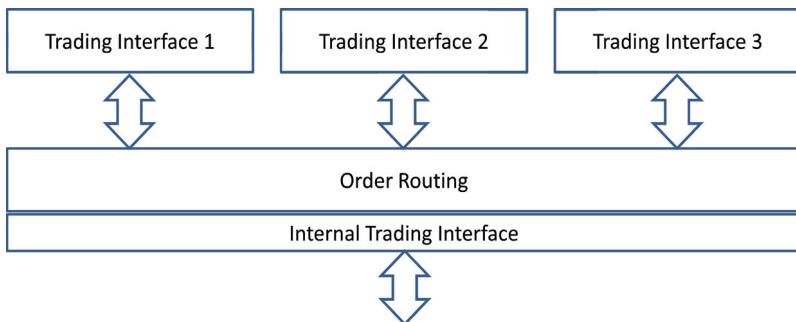 Trading Interface 1
Trading Interface 2
Trading Interface 3
Order Routing
Internal Trading Interface